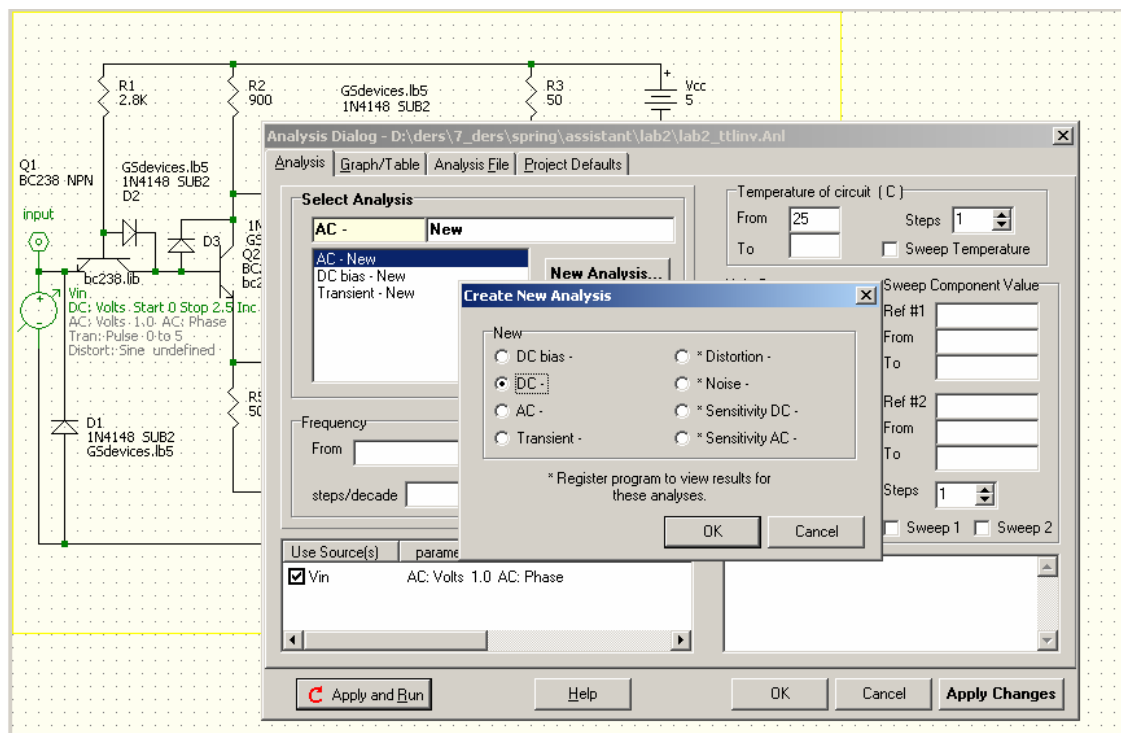 R1
2.8K
R2
900
GSdevices.lb5
1N4148 SUB2
R3
50
+
Vcc
5
Q1
BC238 NPN
GSdevices.lb5
1N4148 SUB2
D2
input
D3
1N
GS
Q2
BC
bc2
bc238.lib
Vin
DC: Volts Start 0 Stop 2.5 Inc
AC: Volts 1.0 AC: Phase
Tran: Pulse 0 to 5
Distort: Sine undefined
D1
1N4148 SUB2
GSdevices.lb5
R5
50
Analysis Dialog - D:\ders\7_ders\spring\assistant\lab2\lab2_ttlinv.Anl
Analysis Graph/Table Analysis File Project Defaults
Select Analysis
AC - New
AC - New
DC bias - New
Transient - New
New Analysis...
Temperature of circuit ( C )
From 25 Steps 1
To Sweep Temperature
Sweep Component Value
Ref #1
From
To
Ref #2
From
To
Steps 1
Sweep 1 Sweep 2
Frequency
From
steps/decade
Create New Analysis
New
DC bias - * Distortion -
DC - * Noise -
AC - * Sensitivity DC -
Transient - * Sensitivity AC -
* Register program to view results for
these analyses.
OK Cancel
Use Source(s) parame
Vin AC: Volts 1.0 AC: Phase
Apply and Run Help OK Cancel Apply Changes